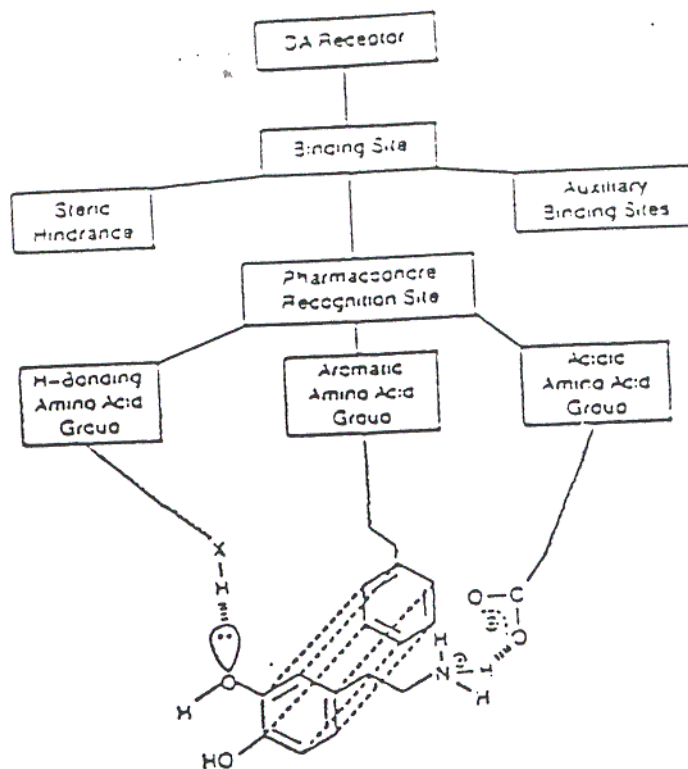 DA Receptor
Binding Site
Steric
Hindrance
Auxiliary
Binding Sites
Pharmacophore
Recognition Site
H-Bonding
Amino Acid
Group
Aromatic
Amino Acid
Group
Acidic
Amino Acid
Group
X
H
O
C
O
H
N
H
H
O
H
HO